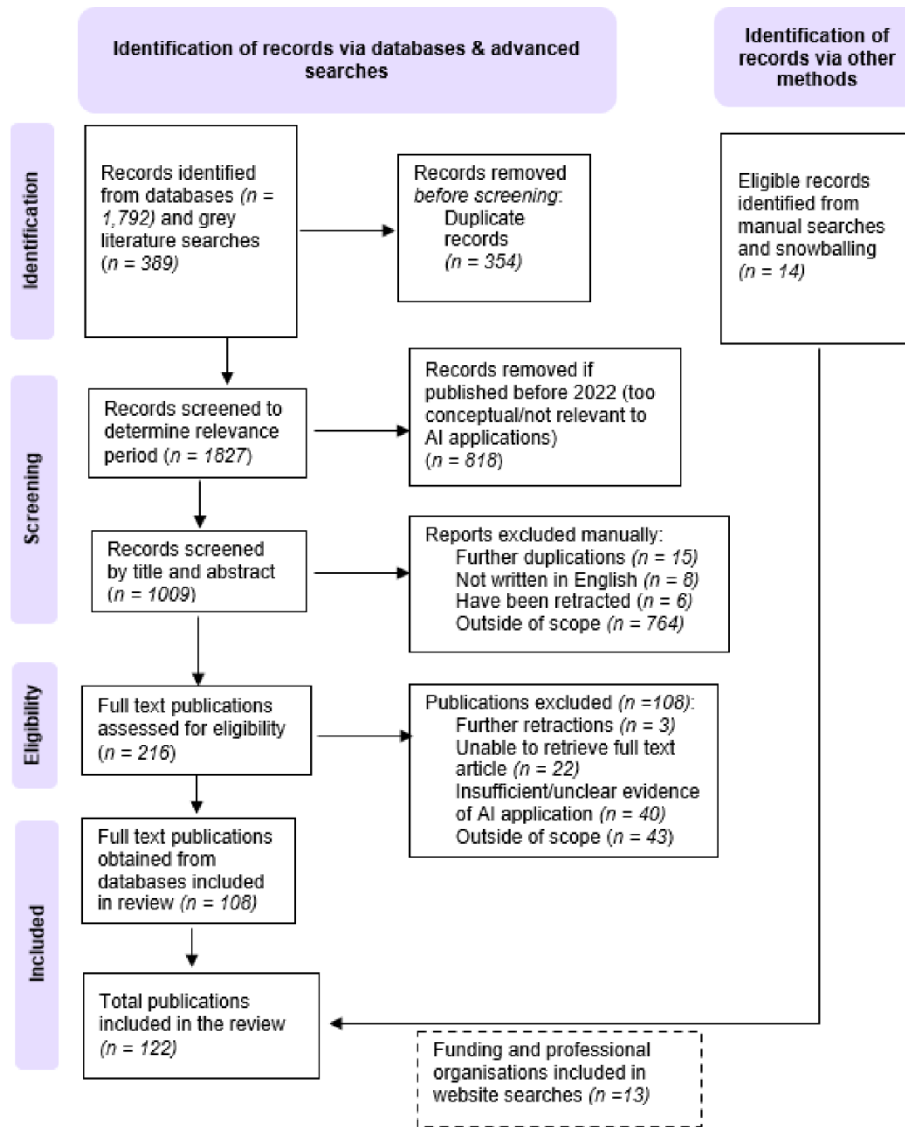 Identification of records via databases & advanced
searches
Identification of
records via other
methods
Identification
Records identified
from databases (n =
1,792) and grey
literature searches
(n = 389)
Records removed
before screening:
Duplicate
records
(n = 354)
Eligible records
identified from
manual searches
and snowballing
(n = 14)
Screening
Records screened to
determine relevance
period (n = 1827)
Records removed if
published before 2022 (too
conceptual/not relevant to
AI applications)
(n = 818)
Records screened
by title and abstract
(n = 1009)
Reports excluded manually:
Further duplications (n = 15)
Not written in English (n = 8)
Have been retracted (n = 6)
Outside of scope (n = 764)
Eligibility
Full text publications
assessed for eligibility
(n = 216)
Publications excluded (n =108):
Further retractions (n = 3)
Unable to retrieve full text
article (n = 22)
Insufficient/unclear evidence
of AI application (n = 40)
Outside of scope (n = 43)
Included
Full text publications
obtained from
databases included
in review (n = 108)
Total publications
included in the review
(n = 122)
Funding and professional
organisations included in
website searches (n =13)